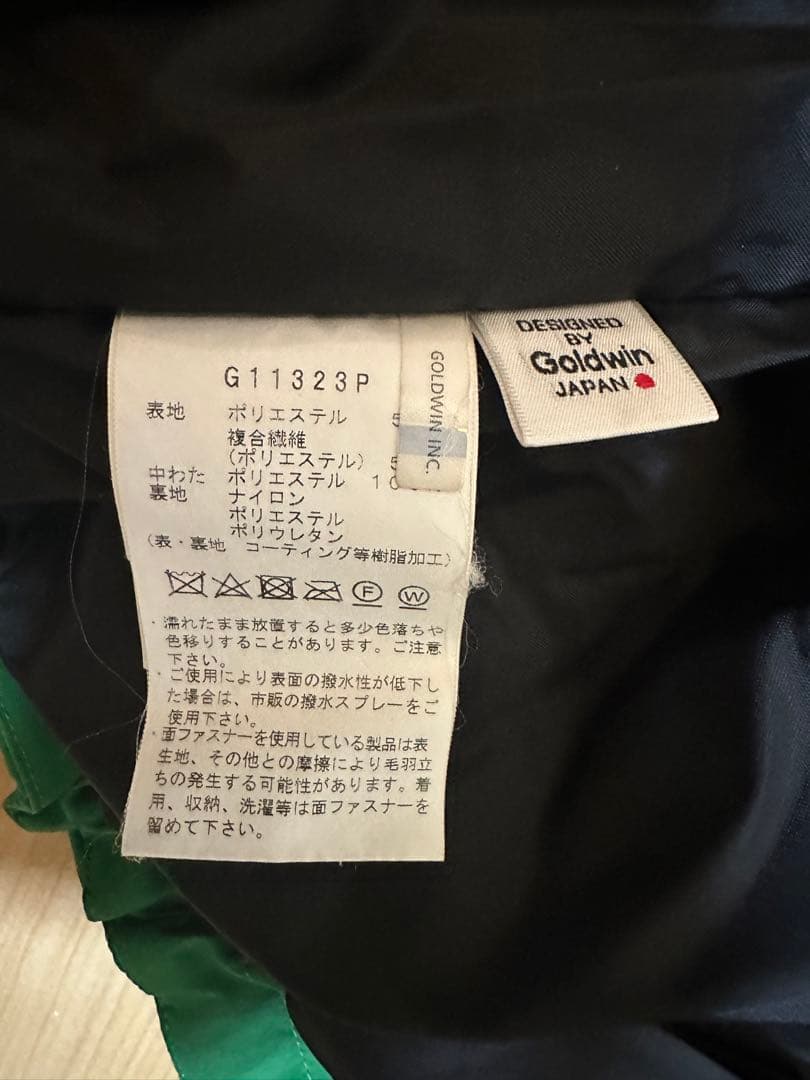 G11323P
表地 ポリエステル 5
複合繊維
(ポリエステル) 5
中わた ポリエステル 10
裏地 ナイロン
ポリエステル
ポリウレタン
(表・裏地 コーティング等樹脂加工)
F W
・濡れたまま放置すると多少色落ちや
色移りすることがあります。ご注意
下さい。
・ご使用により表面の撥水性が低下し
た場合は、市販の撥水スプレーをご
使用下さい。
・面ファスナーを使用している製品は表
生地、その他との摩擦により毛羽立
ちの発生する可能性があります。着
用、収納、洗濯等は面ファスナーを
留めて下さい。
GOLDWIN INC.
DESIGNED
BY
Goldwin
JAPAN